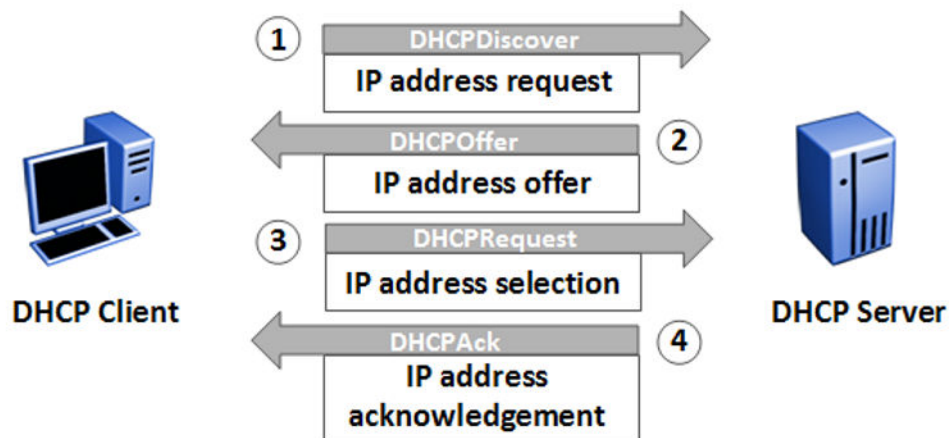 1
DHCPDiscover
IP address request
DHCPOffer
2
IP address offer
3
DHCPRequest
IP address selection
DHCP Client
DHCP Server
DHCPAck
4
IP address
acknowledgement